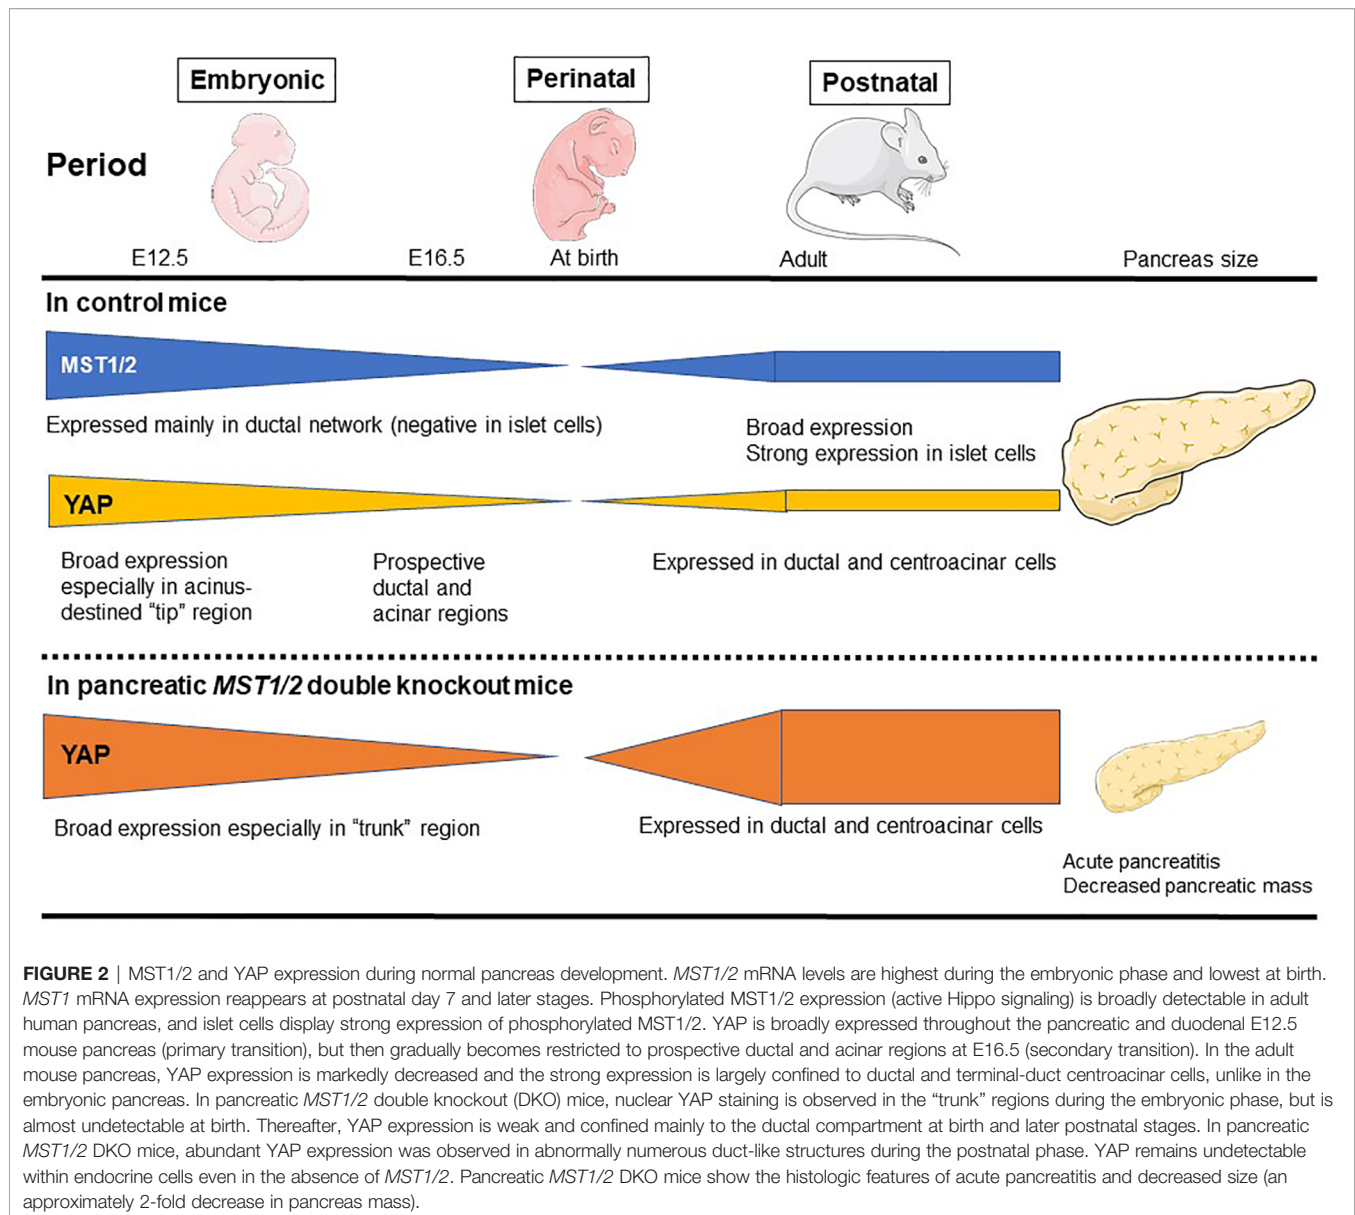 Embryonic
Perinatal
Postnatal
Period
E12.5
E16.5
At birth
Adult
Pancreas size
In control mice
MST1/2
Expressed mainly in ductal network (negative in islet cells)
Broad expression
Strong expression in islet cells
YAP
Broad expression
especially in acinus-
destined “tip” region
Prospective
ductal and
acinar regions
Expressed in ductal and centroacinar cells
In pancreatic MST1/2 double knockout mice
YAP
Broad expression especially in “trunk” region
Expressed in ductal and centroacinar cells
Acute pancreatitis
Decreased pancreatic mass
FIGURE 2 | MST1/2 and YAP expression during normal pancreas development. MST1/2 mRNA levels are highest during the embryonic phase and lowest at birth.
MST1 mRNA expression reappears at postnatal day 7 and later stages. Phosphorylated MST1/2 expression (active Hippo signaling) is broadly detectable in adult
human pancreas, and islet cells display strong expression of phosphorylated MST1/2. YAP is broadly expressed throughout the pancreatic and duodenal E12.5
mouse pancreas (primary transition), but then gradually becomes restricted to prospective ductal and acinar regions at E16.5 (secondary transition). In the adult
mouse pancreas, YAP expression is markedly decreased and the strong expression is largely confined to ductal and terminal-duct centroacinar cells, unlike in the
embryonic pancreas. In pancreatic MST1/2 double knockout (DKO) mice, nuclear YAP staining is observed in the “trunk” regions during the embryonic phase, but is
almost undetectable at birth. Thereafter, YAP expression is weak and confined mainly to the ductal compartment at birth and later postnatal stages. In pancreatic
MST1/2 DKO mice, abundant YAP expression was observed in abnormally numerous duct-like structures during the postnatal phase. YAP remains undetectable
within endocrine cells even in the absence of MST1/2. Pancreatic MST1/2 DKO mice show the histologic features of acute pancreatitis and decreased size (an
approximately 2-fold decrease in pancreas mass).